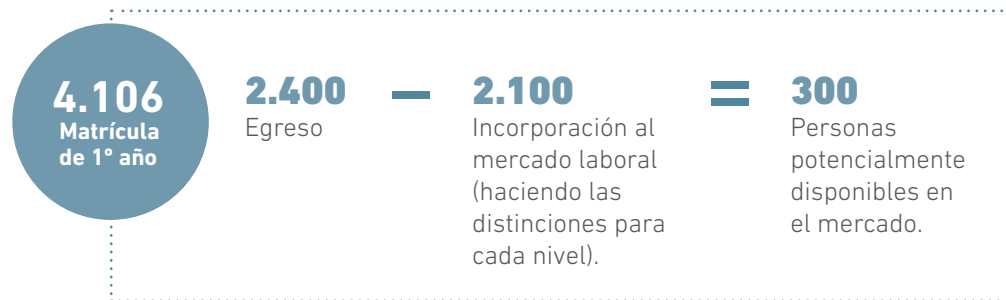 4.106
Matrícula
de 1º año
2.400
Egreso
2.100
Incorporación al
mercado laboral
(haciendo las
distinciones para
cada nivel).
300
Personas
potencialmente
disponibles en
el mercado.